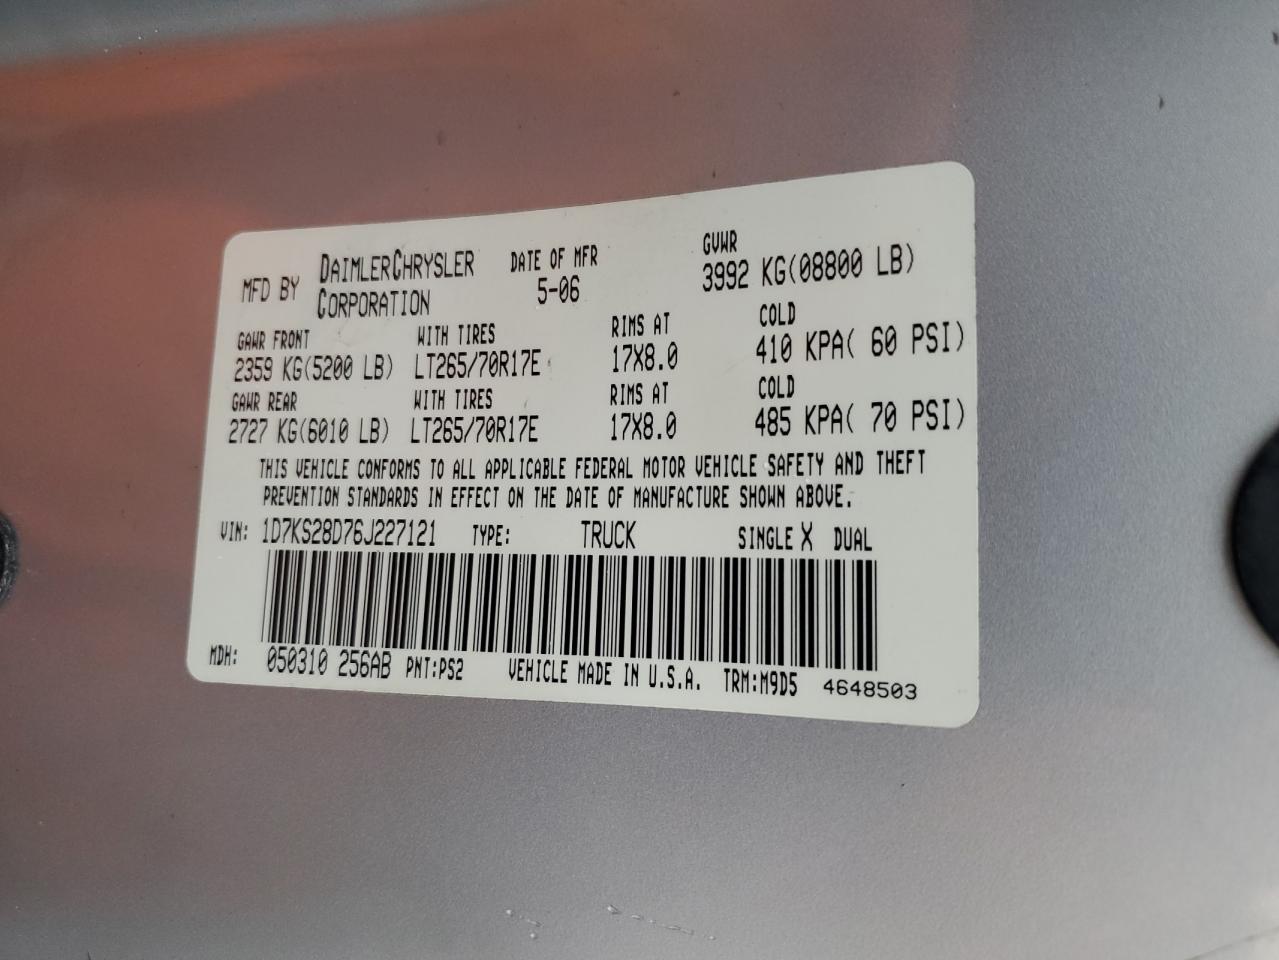 MFD BY DAIMLERCHRYSLER CORPORATION DATE OF MFR 5-06 GVWR 3992 KG(08800 LB)
GAWR FRONT WITH TIRES RIMS AT COLD
2359 KG(5200 LB) LT265/70R17E 17X8.0 410 KPA( 60 PSI)
GAWR REAR WITH TIRES RIMS AT COLD
2727 KG(6010 LB) LT265/70R17E 17X8.0 485 KPA( 70 PSI)
THIS VEHICLE CONFORMS TO ALL APPLICABLE FEDERAL MOTOR VEHICLE SAFETY AND THEFT
PREVENTION STANDARDS IN EFFECT ON THE DATE OF MANUFACTURE SHOWN ABOVE.
VIN: 1D7KS28D76J227121 TYPE: TRUCK SINGLE X DUAL
MDH: 050310 256AB PNT:PS2 VEHICLE MADE IN U.S.A. TRM:M9D5 4648503